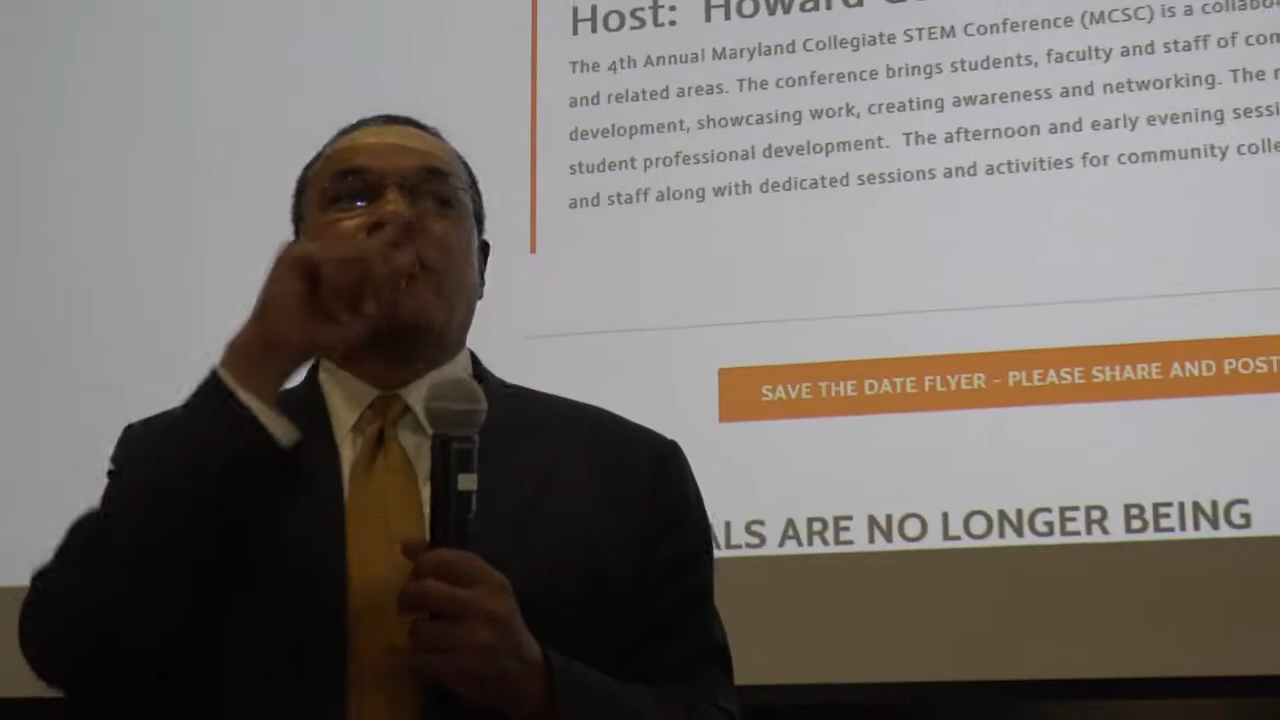 Host: Howard
The 4th Annual Maryland Collegiate STEM Conference (MCSC) is a
and related areas. The conference brings students, faculty and staff of
development, showcasing work, creating awareness and networking. The
student professional development. The afternoon and early evening
and staff along with dedicated sessions and activities for community
SAVE THE DATE FLYER - PLEASE SHARE AND POST
ARE NO LONGER BEING